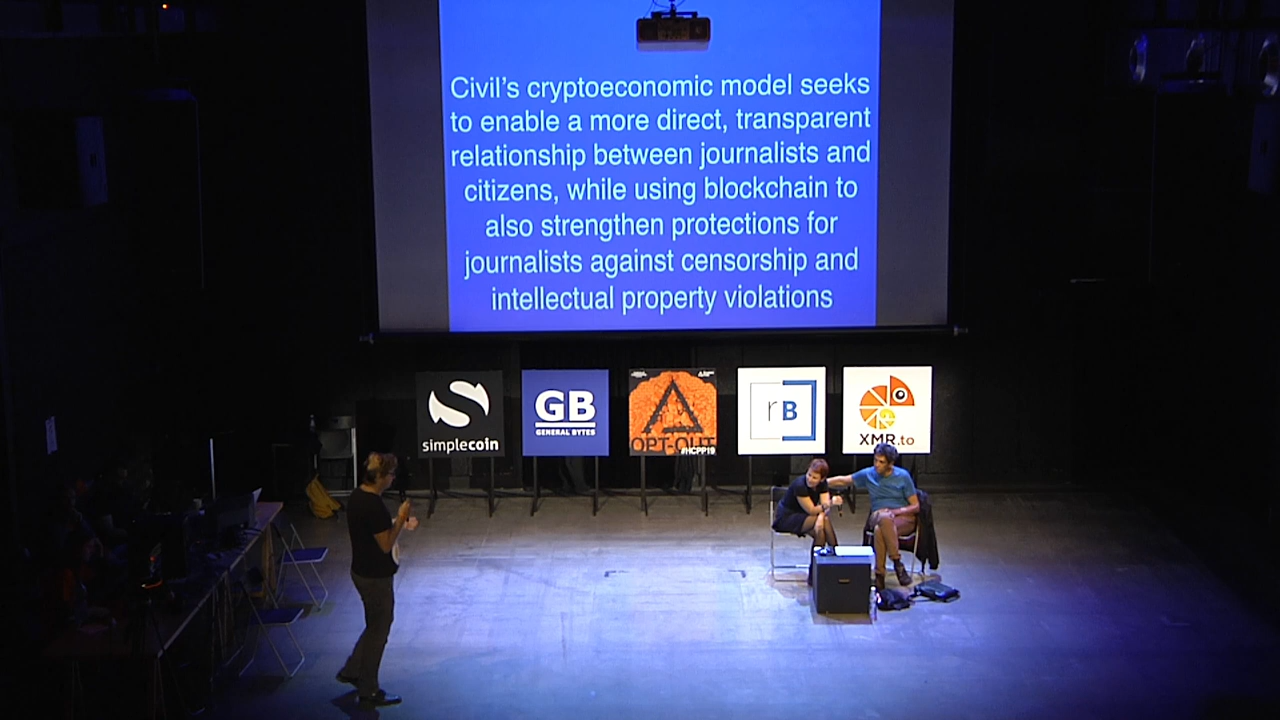 Civil's cryptoeconomic model seeks
to enable a more direct, transparent
relationship between journalists and
citizens, while using blockchain to
also strengthen protections for
journalists against censorship and
intellectual property violations
simplecoin
GB
GENERAL BYTES
OPT-OUT
#HCPP19
rB
XMR.to